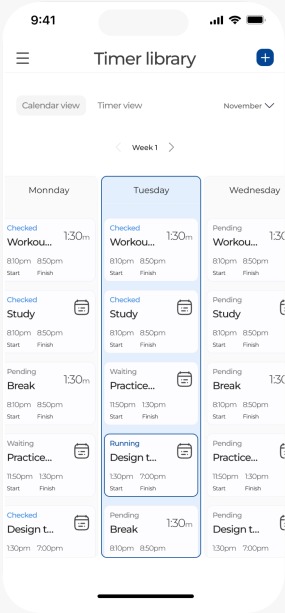 9:41
Timer library
Calendar view Timer view November
Week 1
Monnday
Checked
Workou... 1:30m
8:10pm 8:50pm
Start Finish
Checked
Study
8:10pm 8:50pm
Start Finish
Pending
Break 1:30m
8:10pm 8:50pm
Start Finish
Waiting
Practice...
11:50pm 1:30pm
Start Finish
Checked
Design t...
1:30pm 7:00pm
Tuesday
Checked
Workou... 1:30m
8:10pm 8:50pm
Start Finish
Checked
Study
8:10pm 8:50pm
Start Finish
Waiting
Practice...
11:50pm 1:30pm
Start Finish
Running
Design t...
1:30pm 7:00pm
Start Finish
Pending
Break 1:30m
8:10pm 8:50pm
Wednesday
Pending
Workou... 1:30
8:10pm 8:50pm
Start Finish
Pending
Study
8:10pm 8:50pm
Start Finish
Pending
Break 1:30
8:10pm 8:50pm
Start Finish
Pending
Practice...
11:50pm 1:30pm
Start Finish
Pending
Design t...
1:30pm 7:00pm